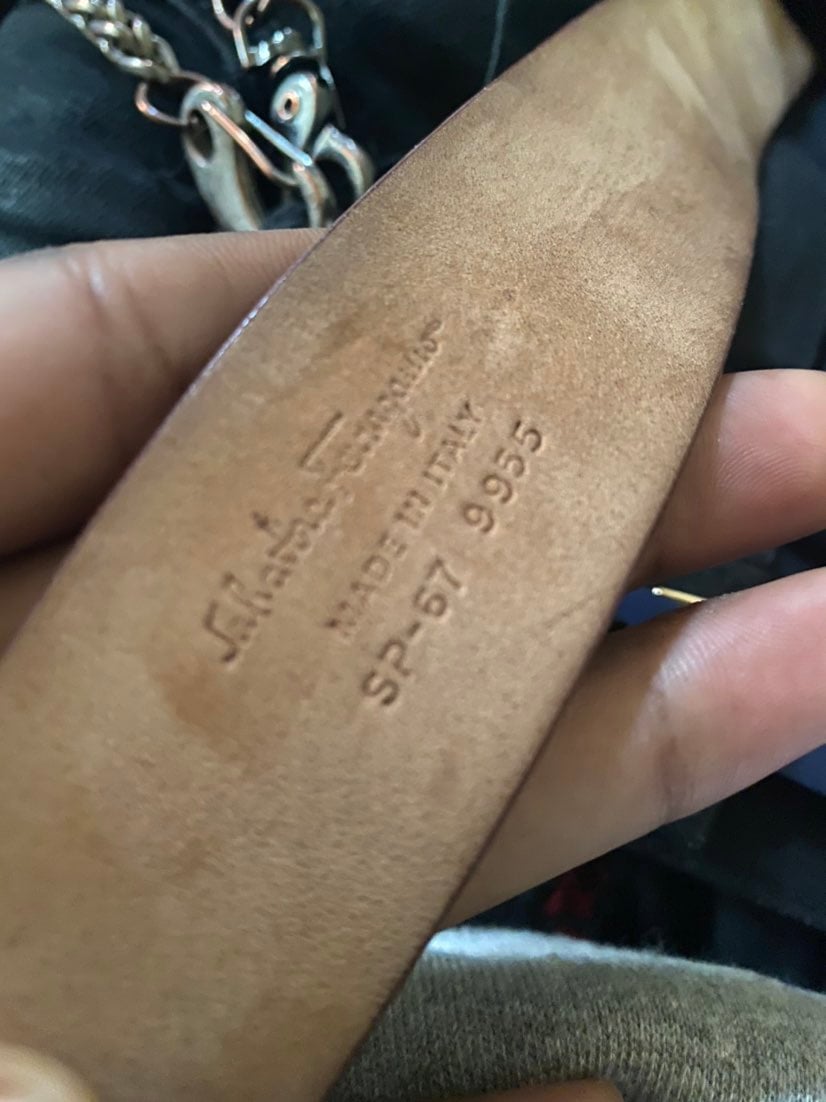 Salvatore Ferragamo
MADE IN ITALY
SP-67 9955